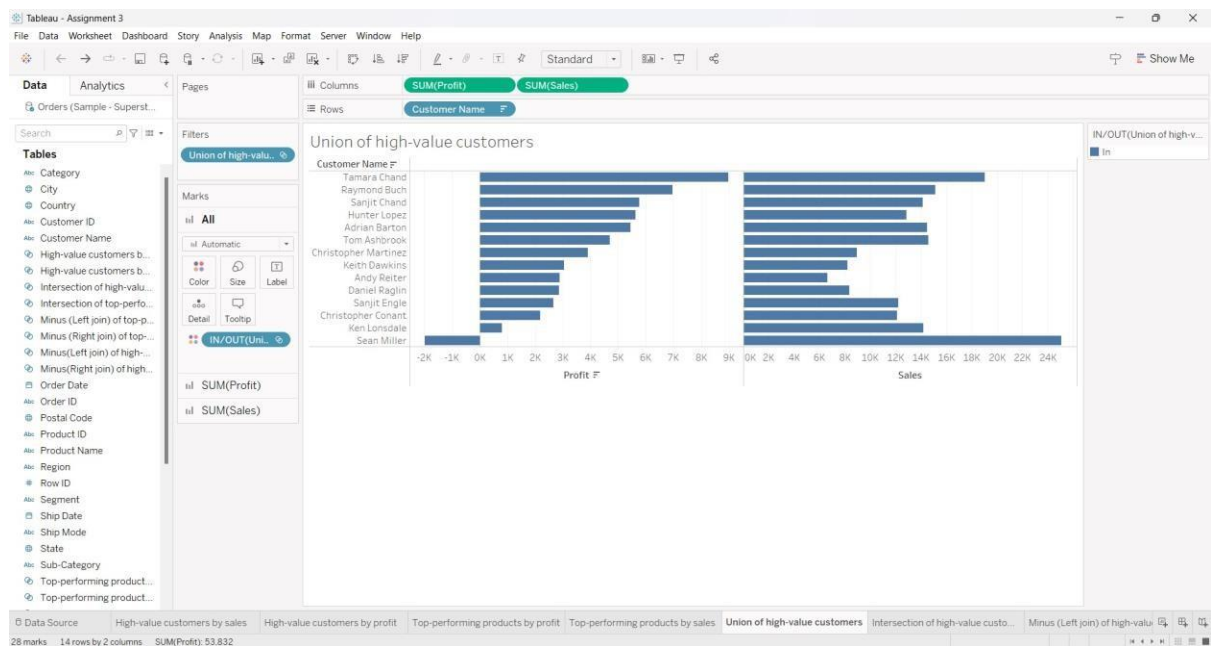 Tableau - Assignment 3
File Data Worksheet Dashboard Story Analysis Map Format Server Window Help
Standard
Show Me
Data Analytics
Orders (Sample - Superst...
Search
Tables
Abc Category
City
Country
Abc Customer ID
Abc Customer Name
High-value customers b...
High-value customers b...
Intersection of high-valu...
Intersection of top-perfo...
Minus (Left join) of top-p...
Minus (Right join) of top-...
Minus(Left join) of high-...
Minus(Right join) of high...
Order Date
Abc Order ID
Postal Code
Abc Product ID
Abc Product Name
Abc Region
# Row ID
Abc Segment
Ship Date
Abc Ship Mode
State
Abc Sub-Category
Top-performing product...
Top-performing product...
Pages
Filters
Union of high-valu..
Marks
All
Automatic
Color Size Label
Detail Tooltip
IN/OUT(Uni..
SUM(Profit)
SUM(Sales)
Columns SUM(Profit) SUM(Sales)
Rows Customer Name
Union of high-value customers
Customer Name
Tamara Chand
Raymond Buch
Sanjit Chand
Hunter Lopez
Adrian Barton
Tom Ashbrook
Christopher Martinez
Keith Dawkins
Andy Reiter
Daniel Raglin
Sanjit Engle
Christopher Conant
Ken Lonsdale
Sean Miller
-2K -1K 0K 1K 2K 3K 4K 5K 6K 7K 8K 9K 0K 2K 4K 6K 8K 10K 12K 14K 16K 18K 20K 22K 24K
Profit Sales
IN/OUT(Union of high-v...
In
Data Source High-value customers by sales High-value customers by profit Top-performing products by profit Top-performing products by sales Union of high-value customers Intersection of high-value custo... Minus (Left join) of high-valu
28 marks 14 rows by 2 columns SUM(Profit): 53.832